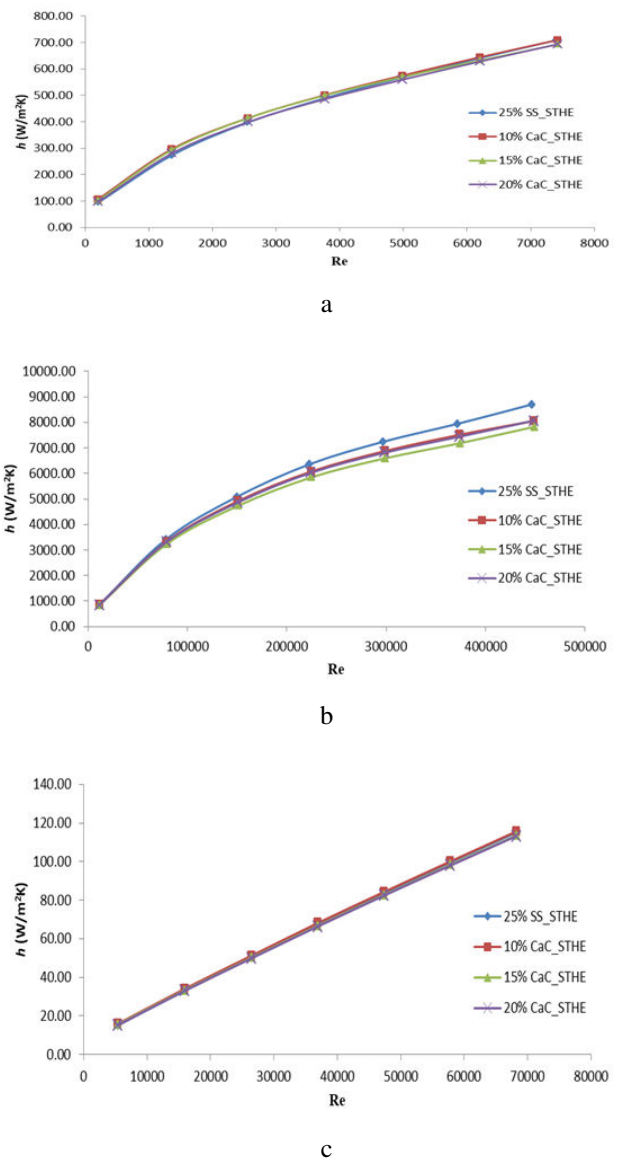 800.00
700.00
600.00
500.00
400.00
300.00
200.00
100.00
0.00
h (W/m²K)
25% SS_STHE
10% CaC_STHE
15% CaC_STHE
20% CaC_STHE
0 1000 2000 3000 4000 5000 6000 7000 8000
Re
a
10000.00
9000.00
8000.00
7000.00
6000.00
5000.00
4000.00
3000.00
2000.00
1000.00
0.00
h (W/m²K)
25% SS_STHE
10% CaC_STHE
15% CaC_STHE
20% CaC_STHE
0 100000 200000 300000 400000 500000
Re
b
140.00
120.00
100.00
80.00
60.00
40.00
20.00
0.00
h (W/m²K)
25% SS_STHE
10% CaC_STHE
15% CaC_STHE
20% CaC_STHE
0 10000 20000 30000 40000 50000 60000 70000 80000
Re
c